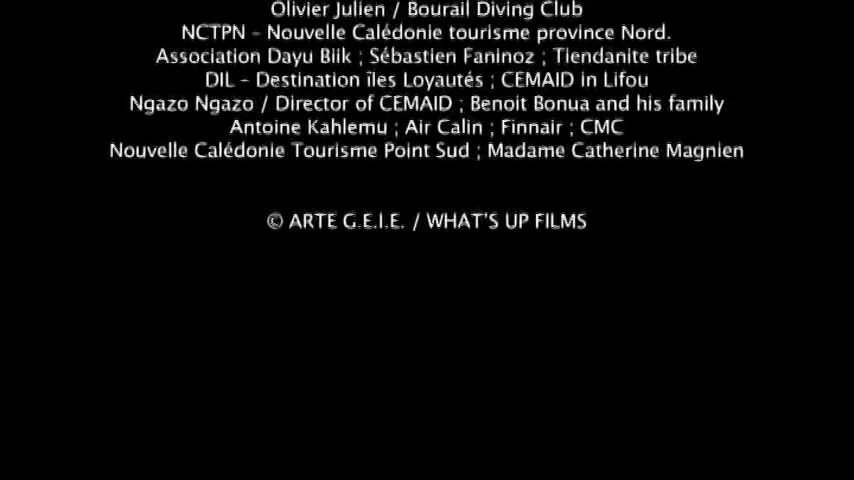 Olivier Julien / Bourail Diving Club
NCTPN - Nouvelle Calédonie tourisme province Nord.
Association Dayu Biik ; Sébastien Faninoz ; Tiendanite tribe
DIL - Destination îles Loyautés ; CEMAID in Lifou
Ngazo Ngazo / Director of CEMAID ; Benoit Bonua and his family
Antoine Kahlemu ; Air Calin ; Finnair ; CMC
Nouvelle Calédonie Tourisme Point Sud ; Madame Catherine Magnien
© ARTE G.E.I.E. / WHAT'S UP FILMS